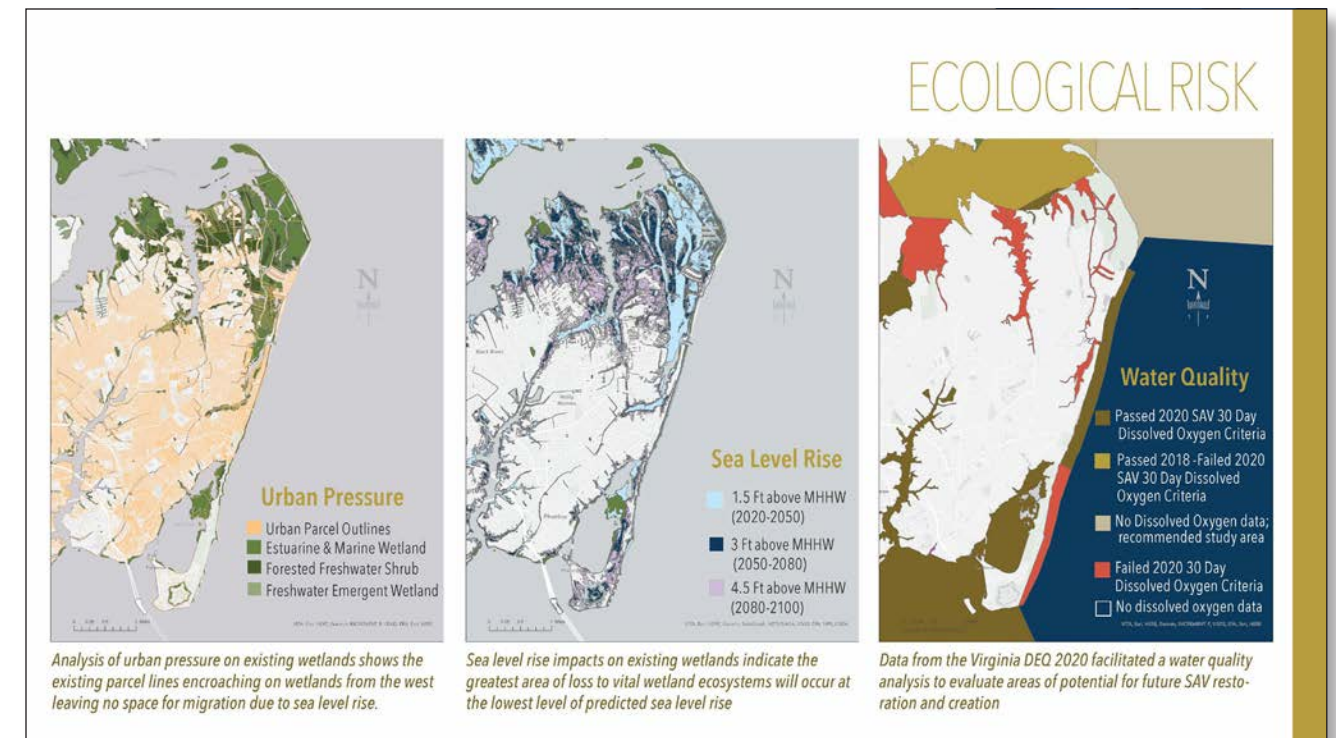 ECOLOGICAL RISK
N
Urban Pressure
Urban Parcel Outlines
Estuarine & Marine Wetland
Forested Freshwater Shrub
Freshwater Emergent Wetland
Analysis of urban pressure on existing wetlands shows the
existing parcel lines encroaching on wetlands from the west
leaving no space for migration due to sea level rise.
N
Sea Level Rise
1.5 Ft above MHHW
(2020-2050)
3 Ft above MHHW
(2050-2080)
4.5 Ft above MHHW
(2080-2100)
Sea level rise impacts on existing wetlands indicate the
greatest area of loss to vital wetland ecosystems will occur at
the lowest level of predicted sea level rise
N
Water Quality
Passed 2020 SAV 30 Day
Dissolved Oxygen Criteria
Passed 2018 -Failed 2020
SAV 30 Day Dissolved
Oxygen Criteria
No Dissolved Oxygen data;
recommended study area
Failed 2020 30 Day
Dissolved Oxygen Criteria
No dissolved oxygen data
Data from the Virginia DEQ 2020 facilitated a water quality
analysis to evaluate areas of potential for future SAV resto-
ration and creation